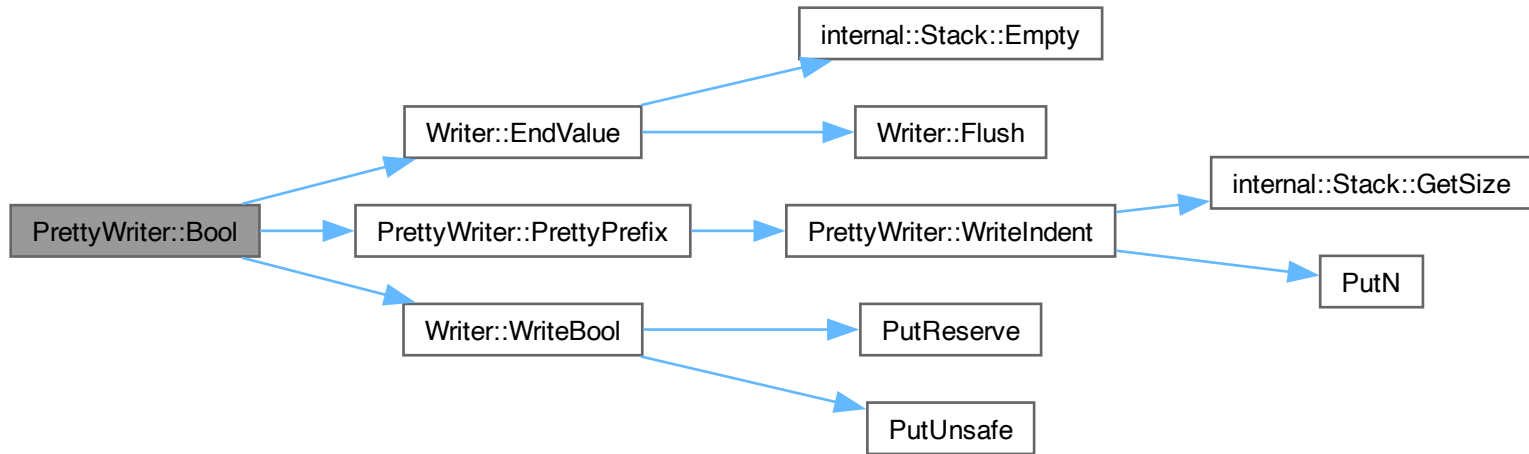 internal::Stack::Empty
Writer::EndValue
Writer::Flush
internal::Stack::GetSize
PrettyWriter::Bool
PrettyWriter::PrettyPrefix
PrettyWriter::WriteIndent
PutN
Writer::WriteBool
PutReserve
PutUnsafe